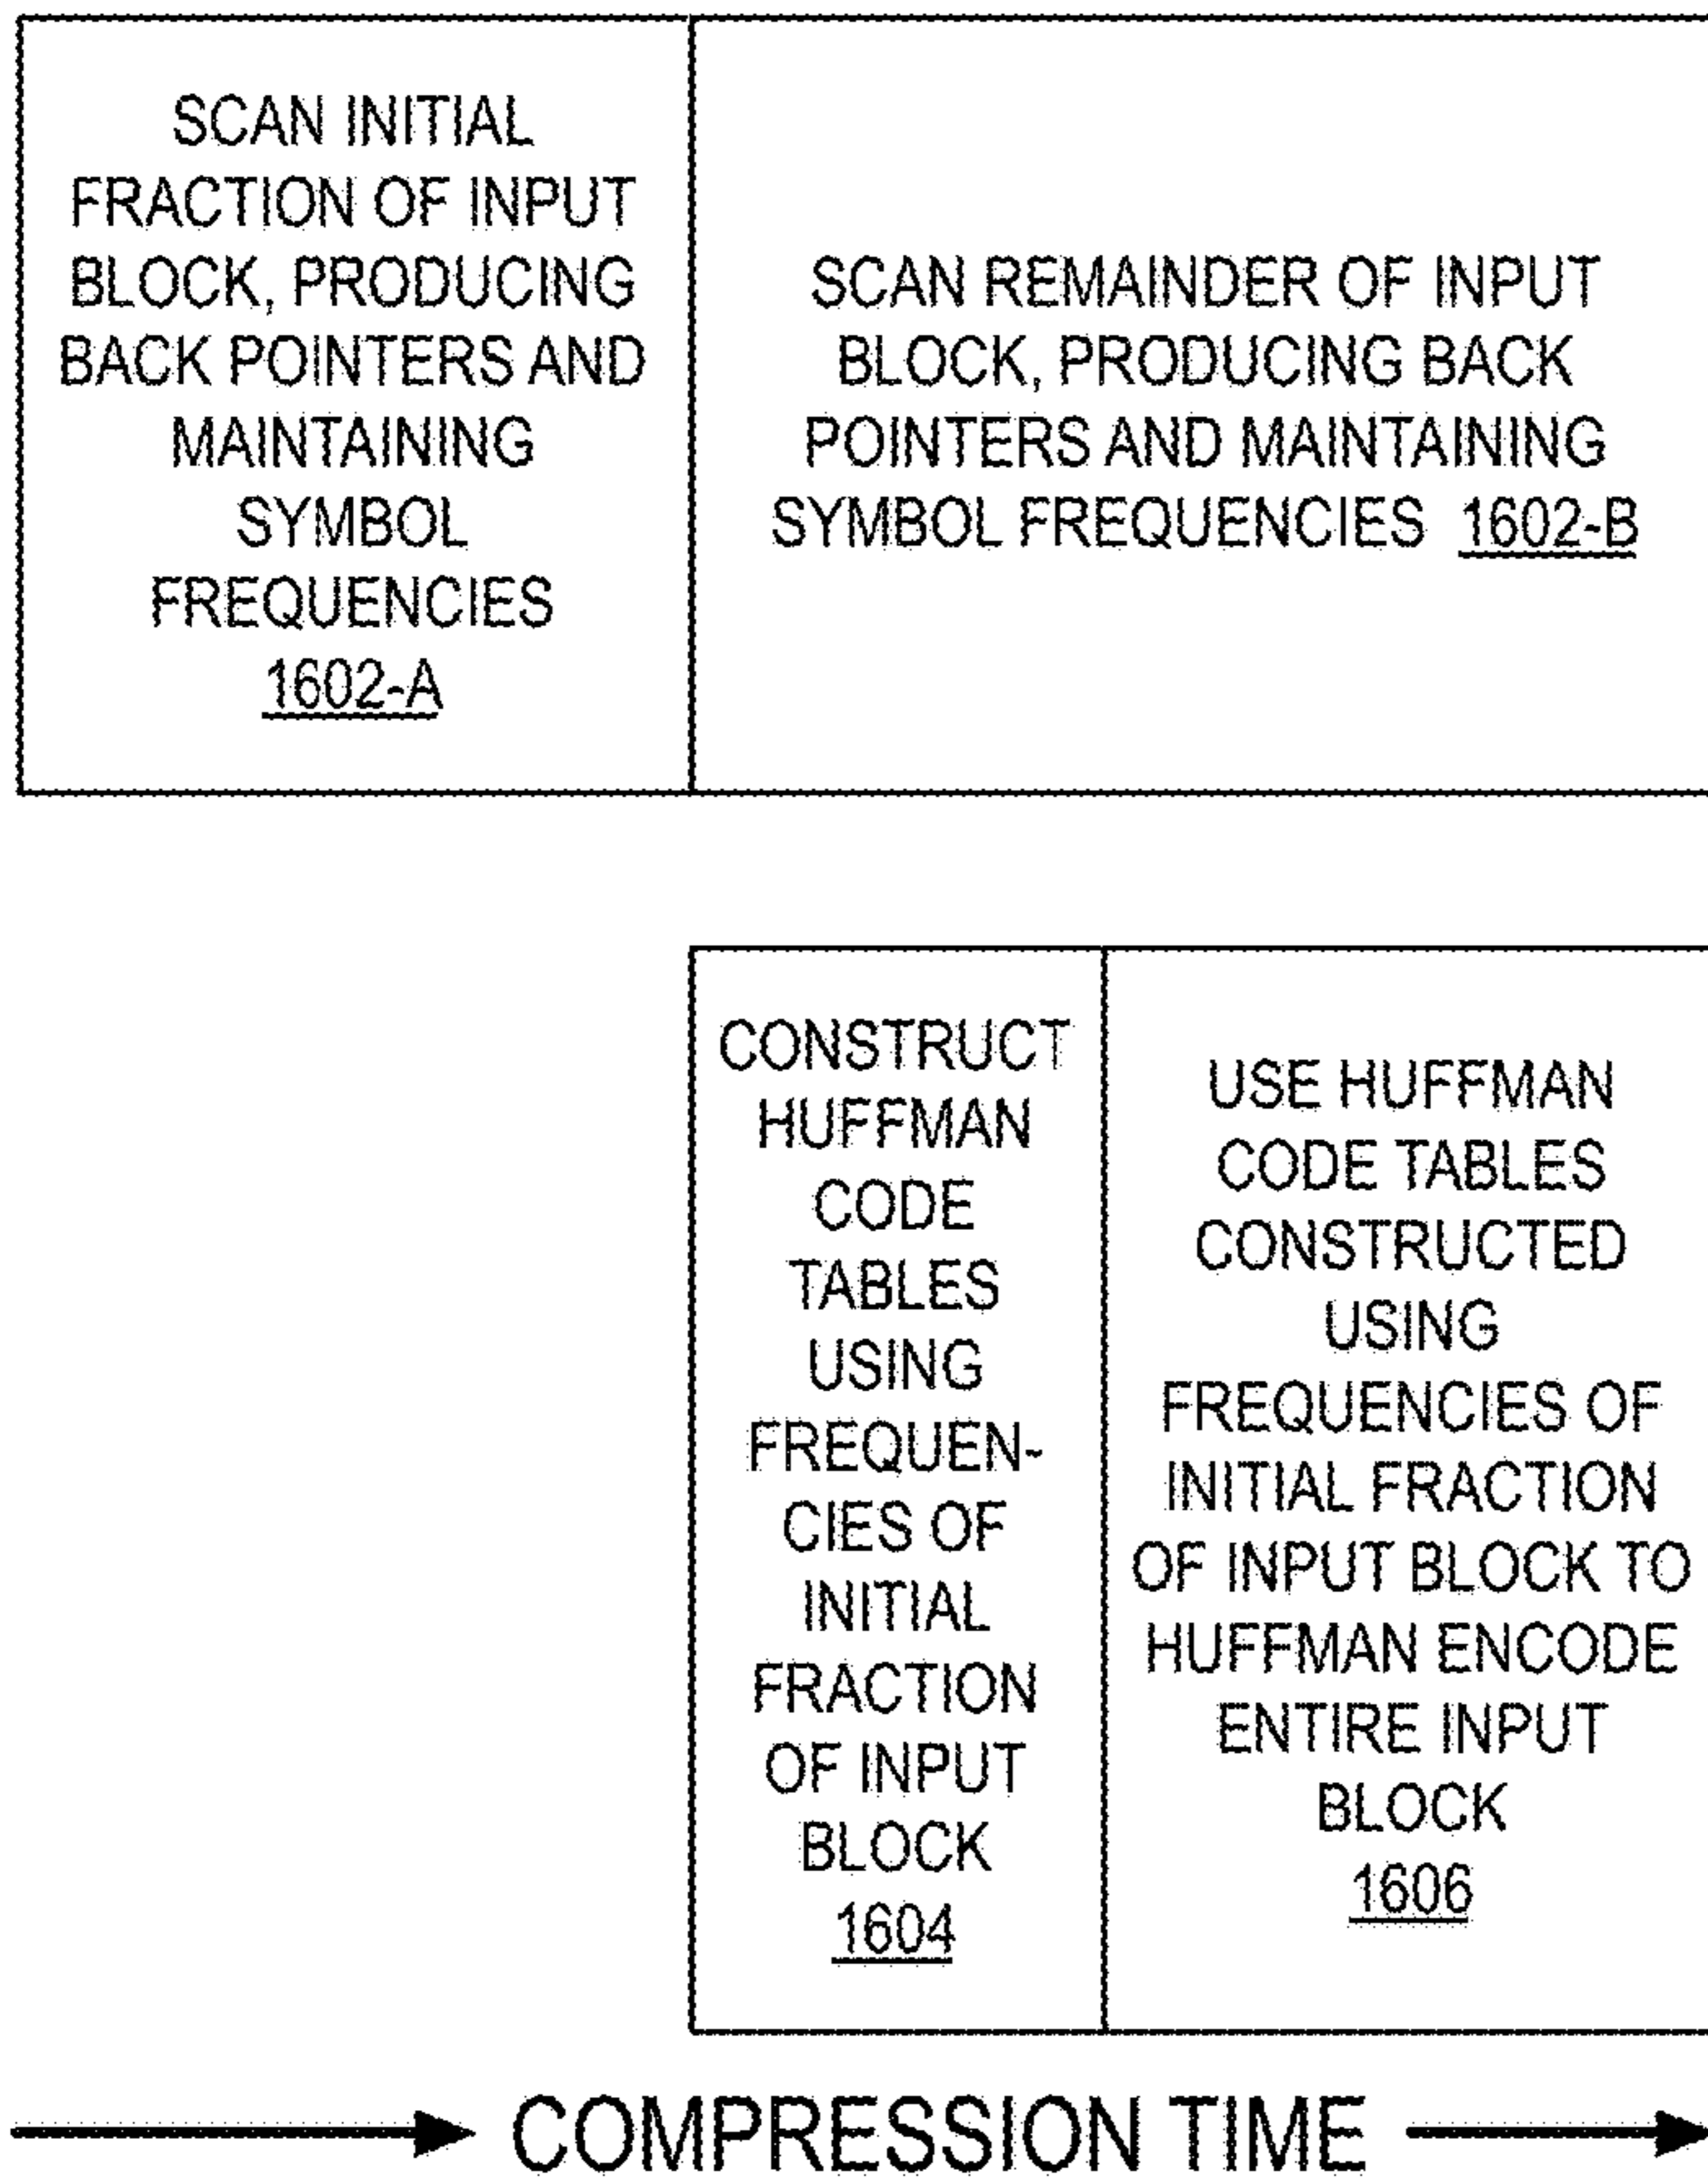 SCAN INITIAL
FRACTION OF INPUT
BLOCK, PRODUCING
BACK POINTERS AND
MAINTAINING
SYMBOL
FREQUENCIES
1602-A
SCAN REMAINDER OF INPUT
BLOCK, PRODUCING BACK
POINTERS AND MAINTAINING
SYMBOL FREQUENCIES 1602-B
CONSTRUCT
HUFFMAN
CODE
TABLES
USING
FREQUEN-
CIES OF
INITIAL
FRACTION
OF INPUT
BLOCK
1604
USE HUFFMAN
CODE TABLES
CONSTRUCTED
USING
FREQUENCIES OF
INITIAL FRACTION
OF INPUT BLOCK TO
HUFFMAN ENCODE
ENTIRE INPUT
BLOCK
1606
COMPRESSION TIME